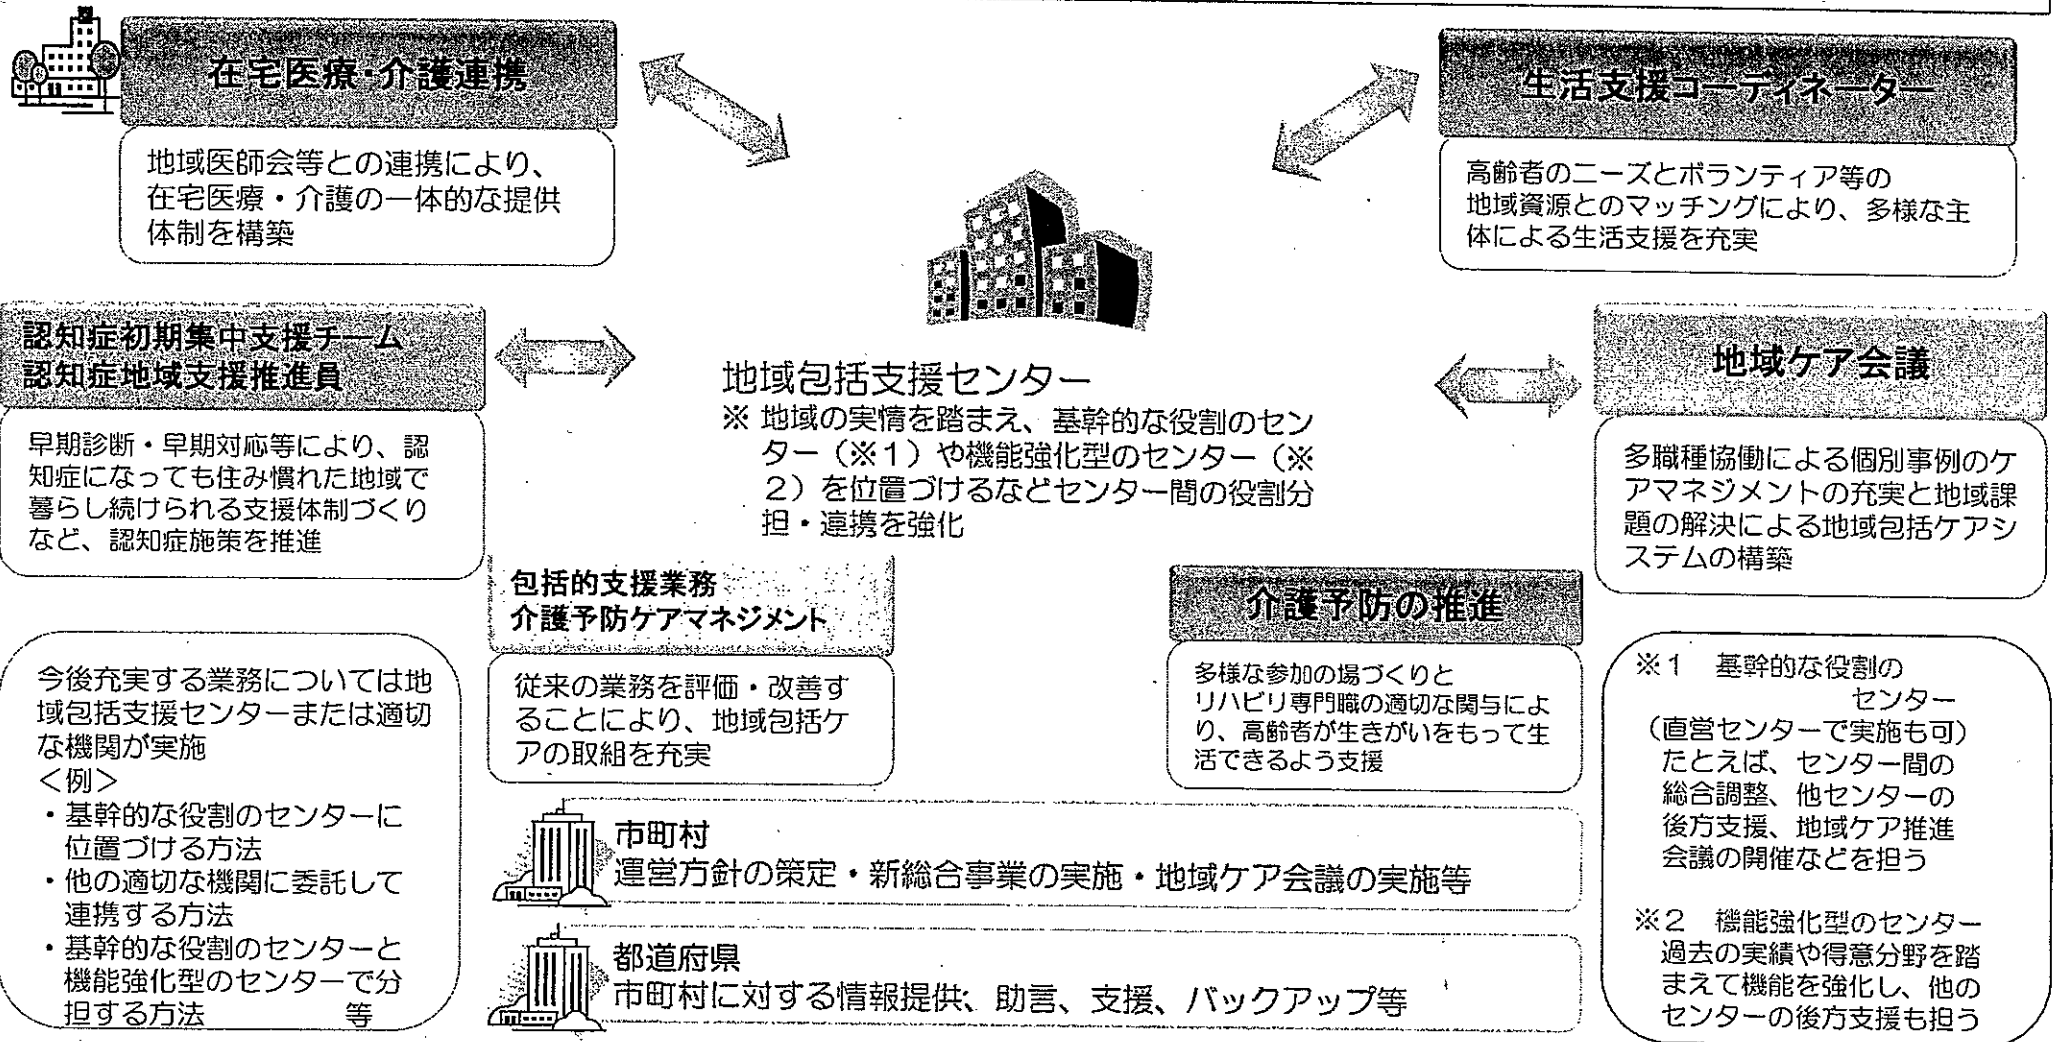 在宅医療・介護連携
地域医師会等との連携により、
在宅医療・介護の一体的な提供
体制を構築
生活支援コーディネーター
高齢者のニーズとボランティア等の
地域資源とのマッチングにより、多様な主
体による生活支援を充実
認知症初期集中支援チーム
認知症地域支援推進員
早期診断・早期対応等により、認
知症になっても住み慣れた地域で
暮らし続けられる支援体制づくり
など、認知症施策を推進
地域包括支援センター
※ 地域の実情を踏まえ、基幹的な役割のセン
ター（※１）や機能強化型のセンター（※
２）を位置づけるなどセンター間の役割分
担・連携を強化
地域ケア会議
多職種協働による個別事例のケ
アマネジメントの充実と地域課
題の解決による地域包括ケアシ
ステムの構築
包括的支援業務
介護予防ケアマネジメント
従来の業務を評価・改善す
ることにより、地域包括ケ
アの取組を充実
介護予防の推進
多様な参加の場づくりと
リハビリ専門職の適切な関与によ
り、高齢者が生きがいをもって生
活できるよう支援
今後充実する業務については地
域包括支援センターまたは適切
な機関が実施
＜例＞
・基幹的な役割のセンターに
位置づける方法
・他の適切な機関に委託して
連携する方法
・基幹的な役割のセンターと
機能強化型のセンターで分
担する方法　　　　等
市町村
運営方針の策定・新総合事業の実施・地域ケア会議の実施等
都道府県
市町村に対する情報提供、助言、支援、バックアップ等
※１　基幹的な役割の
センター
（直営センターで実施も可）
たとえば、センター間の
総合調整、他センターの
後方支援、地域ケア推進
会議の開催などを担う
※２　機能強化型のセンター
過去の実績や得意分野を踏
まえて機能を強化し、他の
センターの後方支援も担う